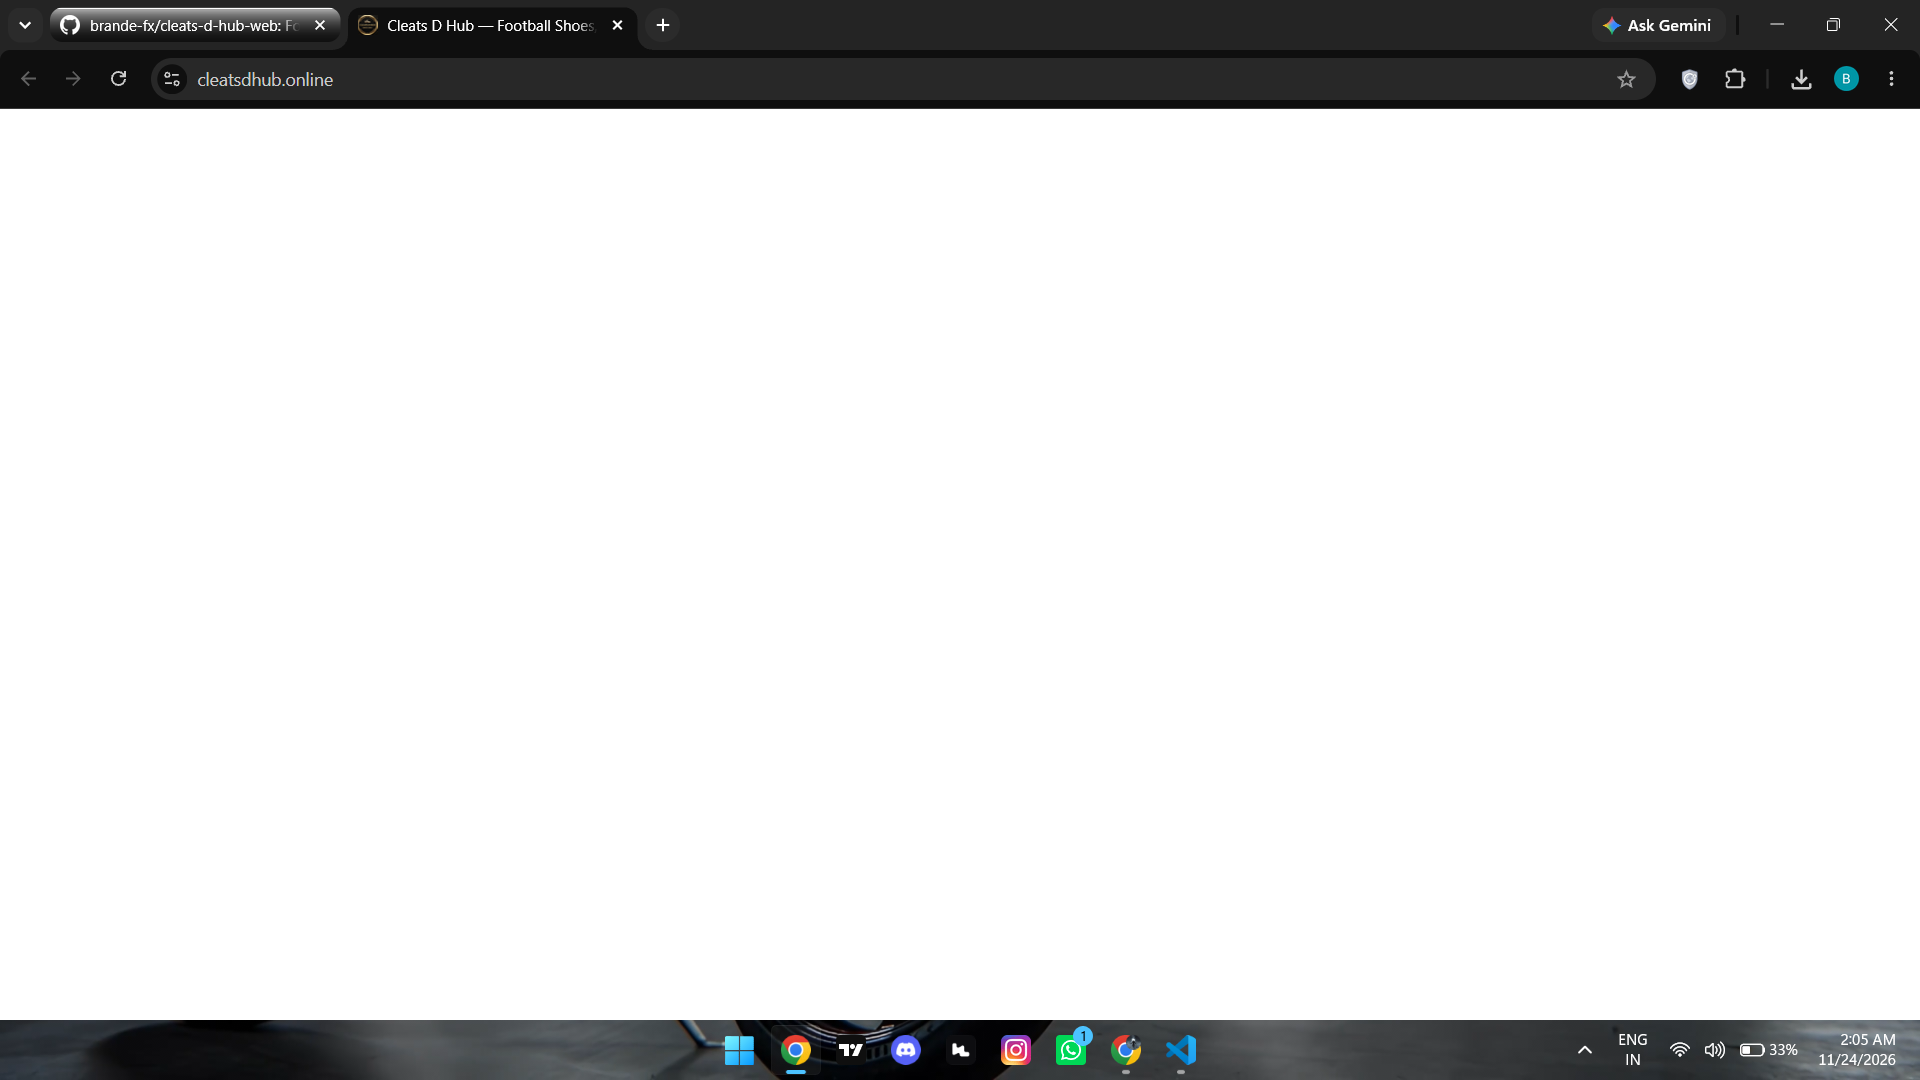 brande-fx/cleats-d-hub-web: Fo
Cleats D Hub — Football Shoes,
Ask Gemini
cleatsdhub.online
B
1
ENG
IN
33%
2:05 AM
11/24/2026